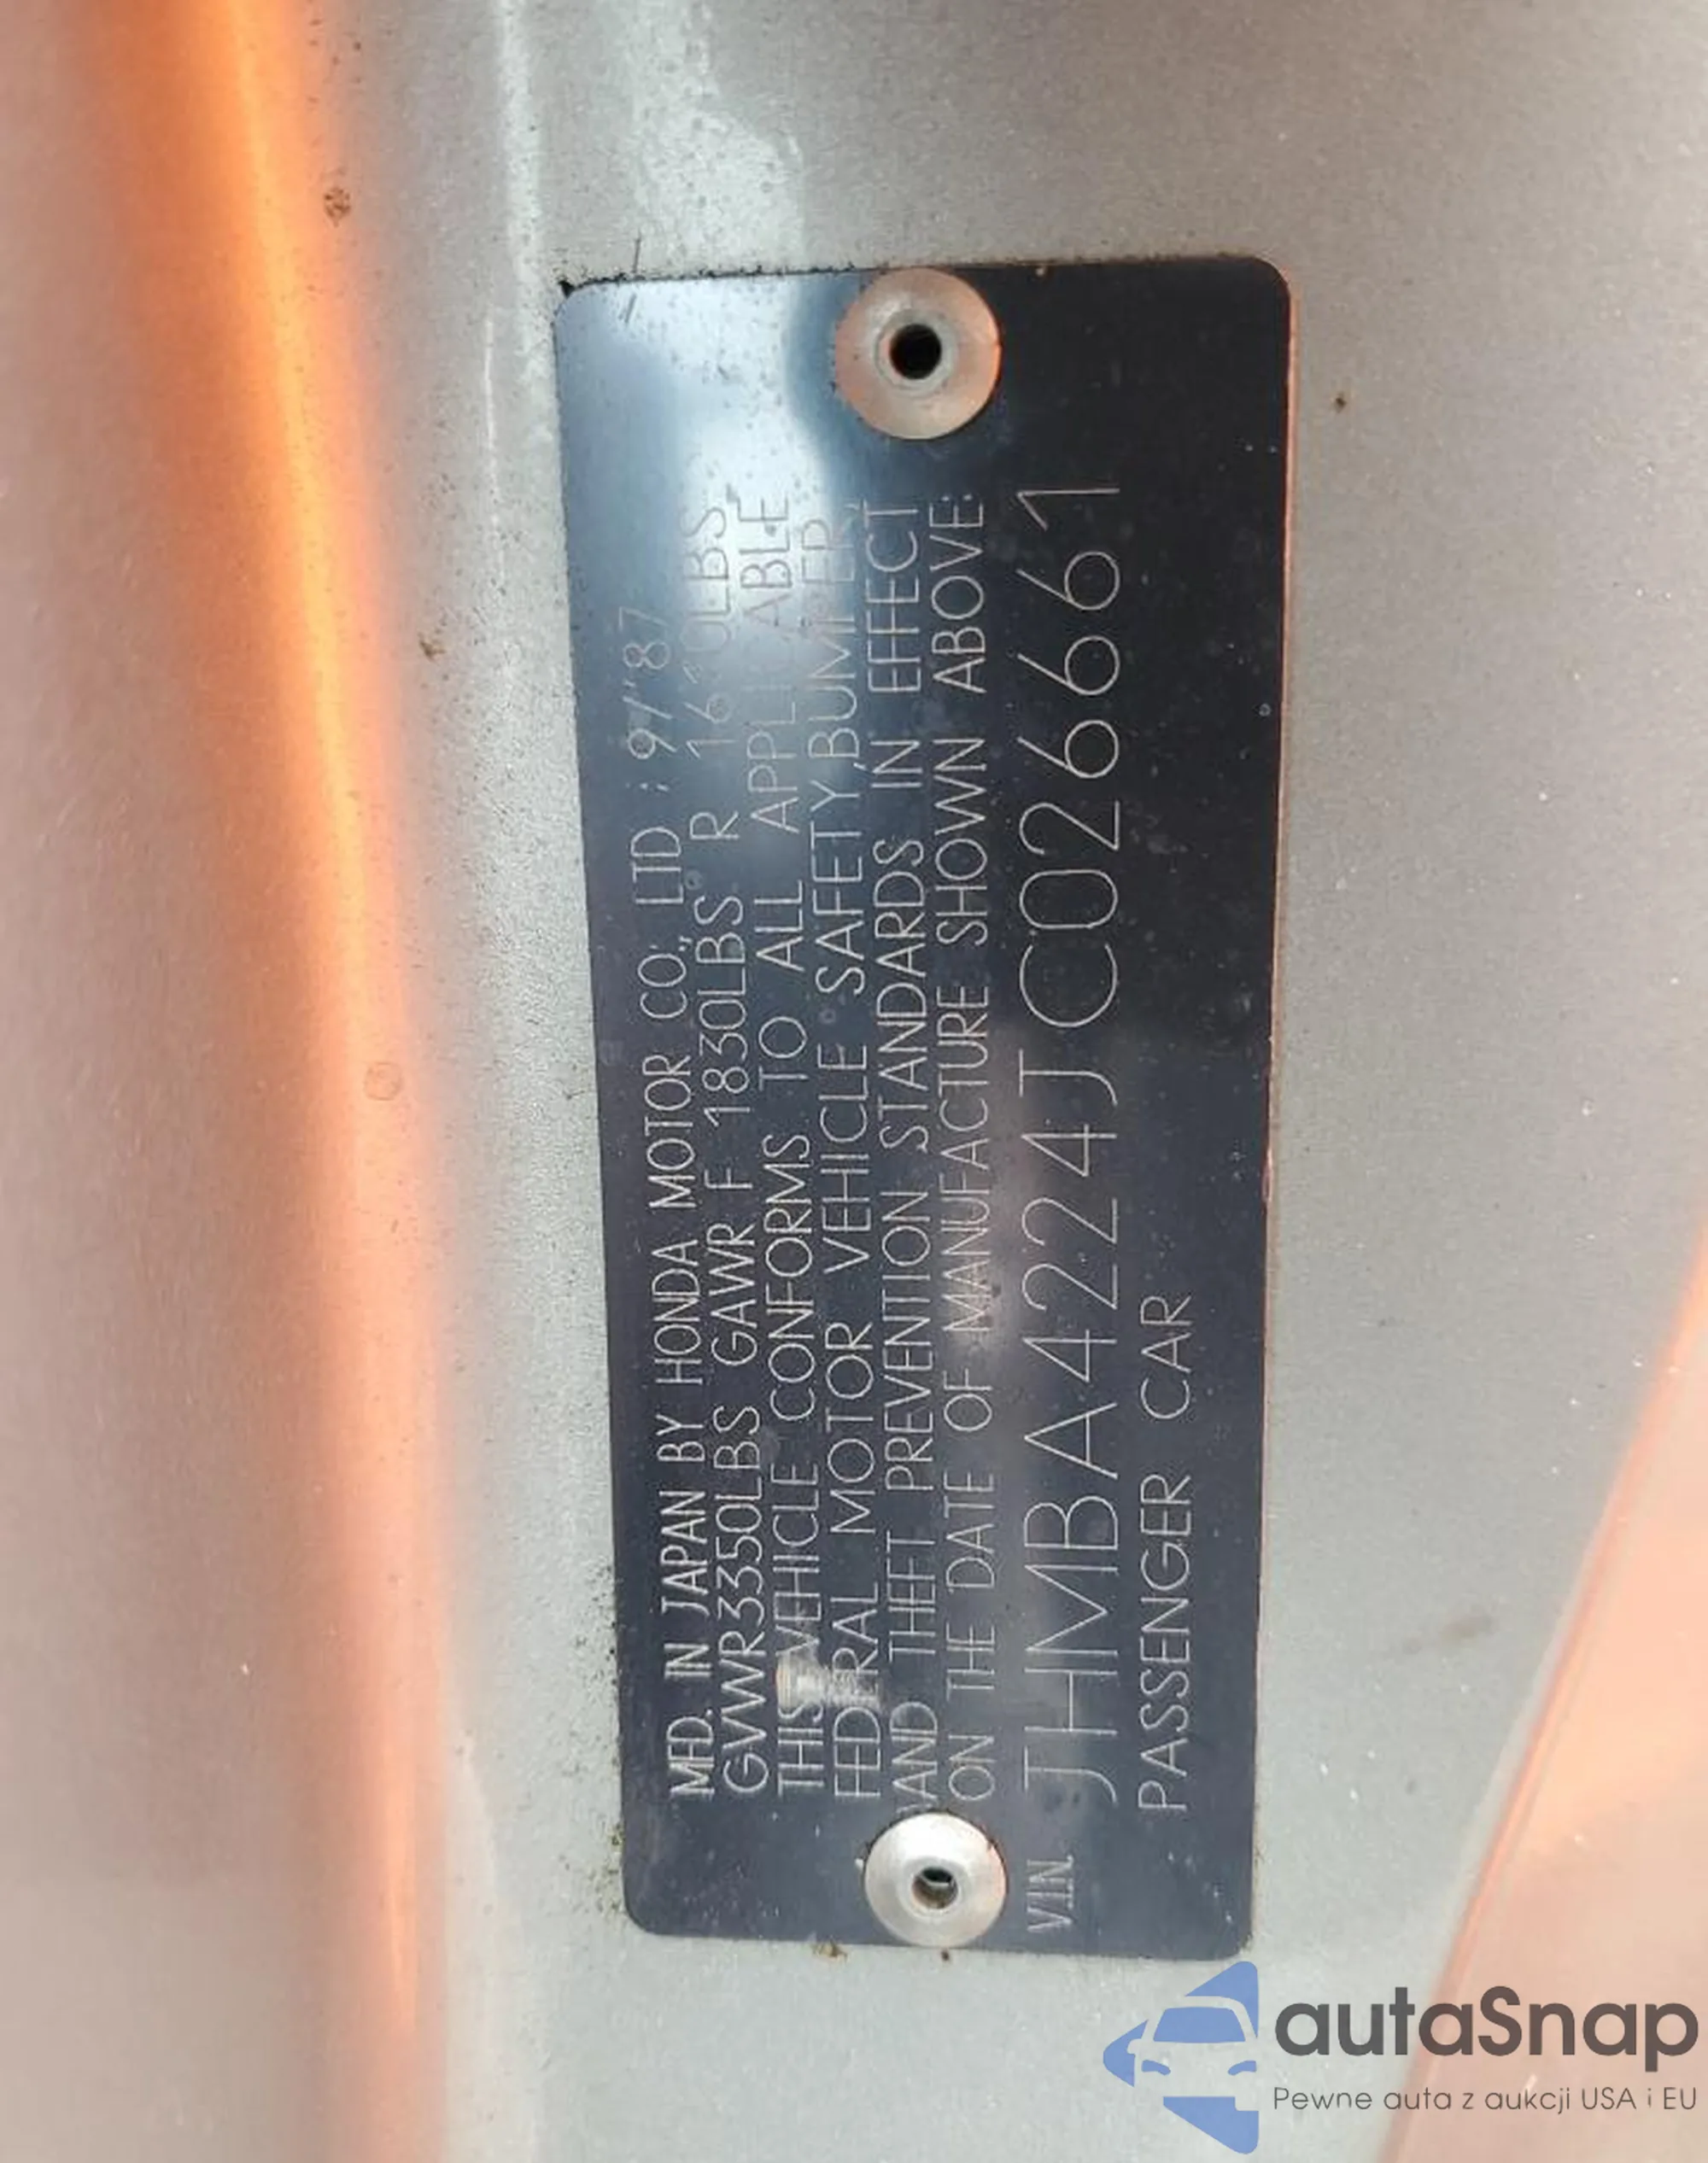 MFD. IN JAPAN BY HONDA MOTOR CO., LTD : 9/'87
GVWR3350LBS GAWR F 1830LBS R
THIS VEHICLE CONFORMS TO ALL APPLICABLE
FEDERAL MOTOR VEHICLE SAFETY,BUMPER,
AND THEFT PREVENTION STANDARDS IN EFFECT
ON THE DATE OF MANUFACTURE SHOWN ABOVE:
V.I.N. JHMBA4224JC026661
PASSENGER CAR
autaSnap
Pewne auta z aukcji USA i EU